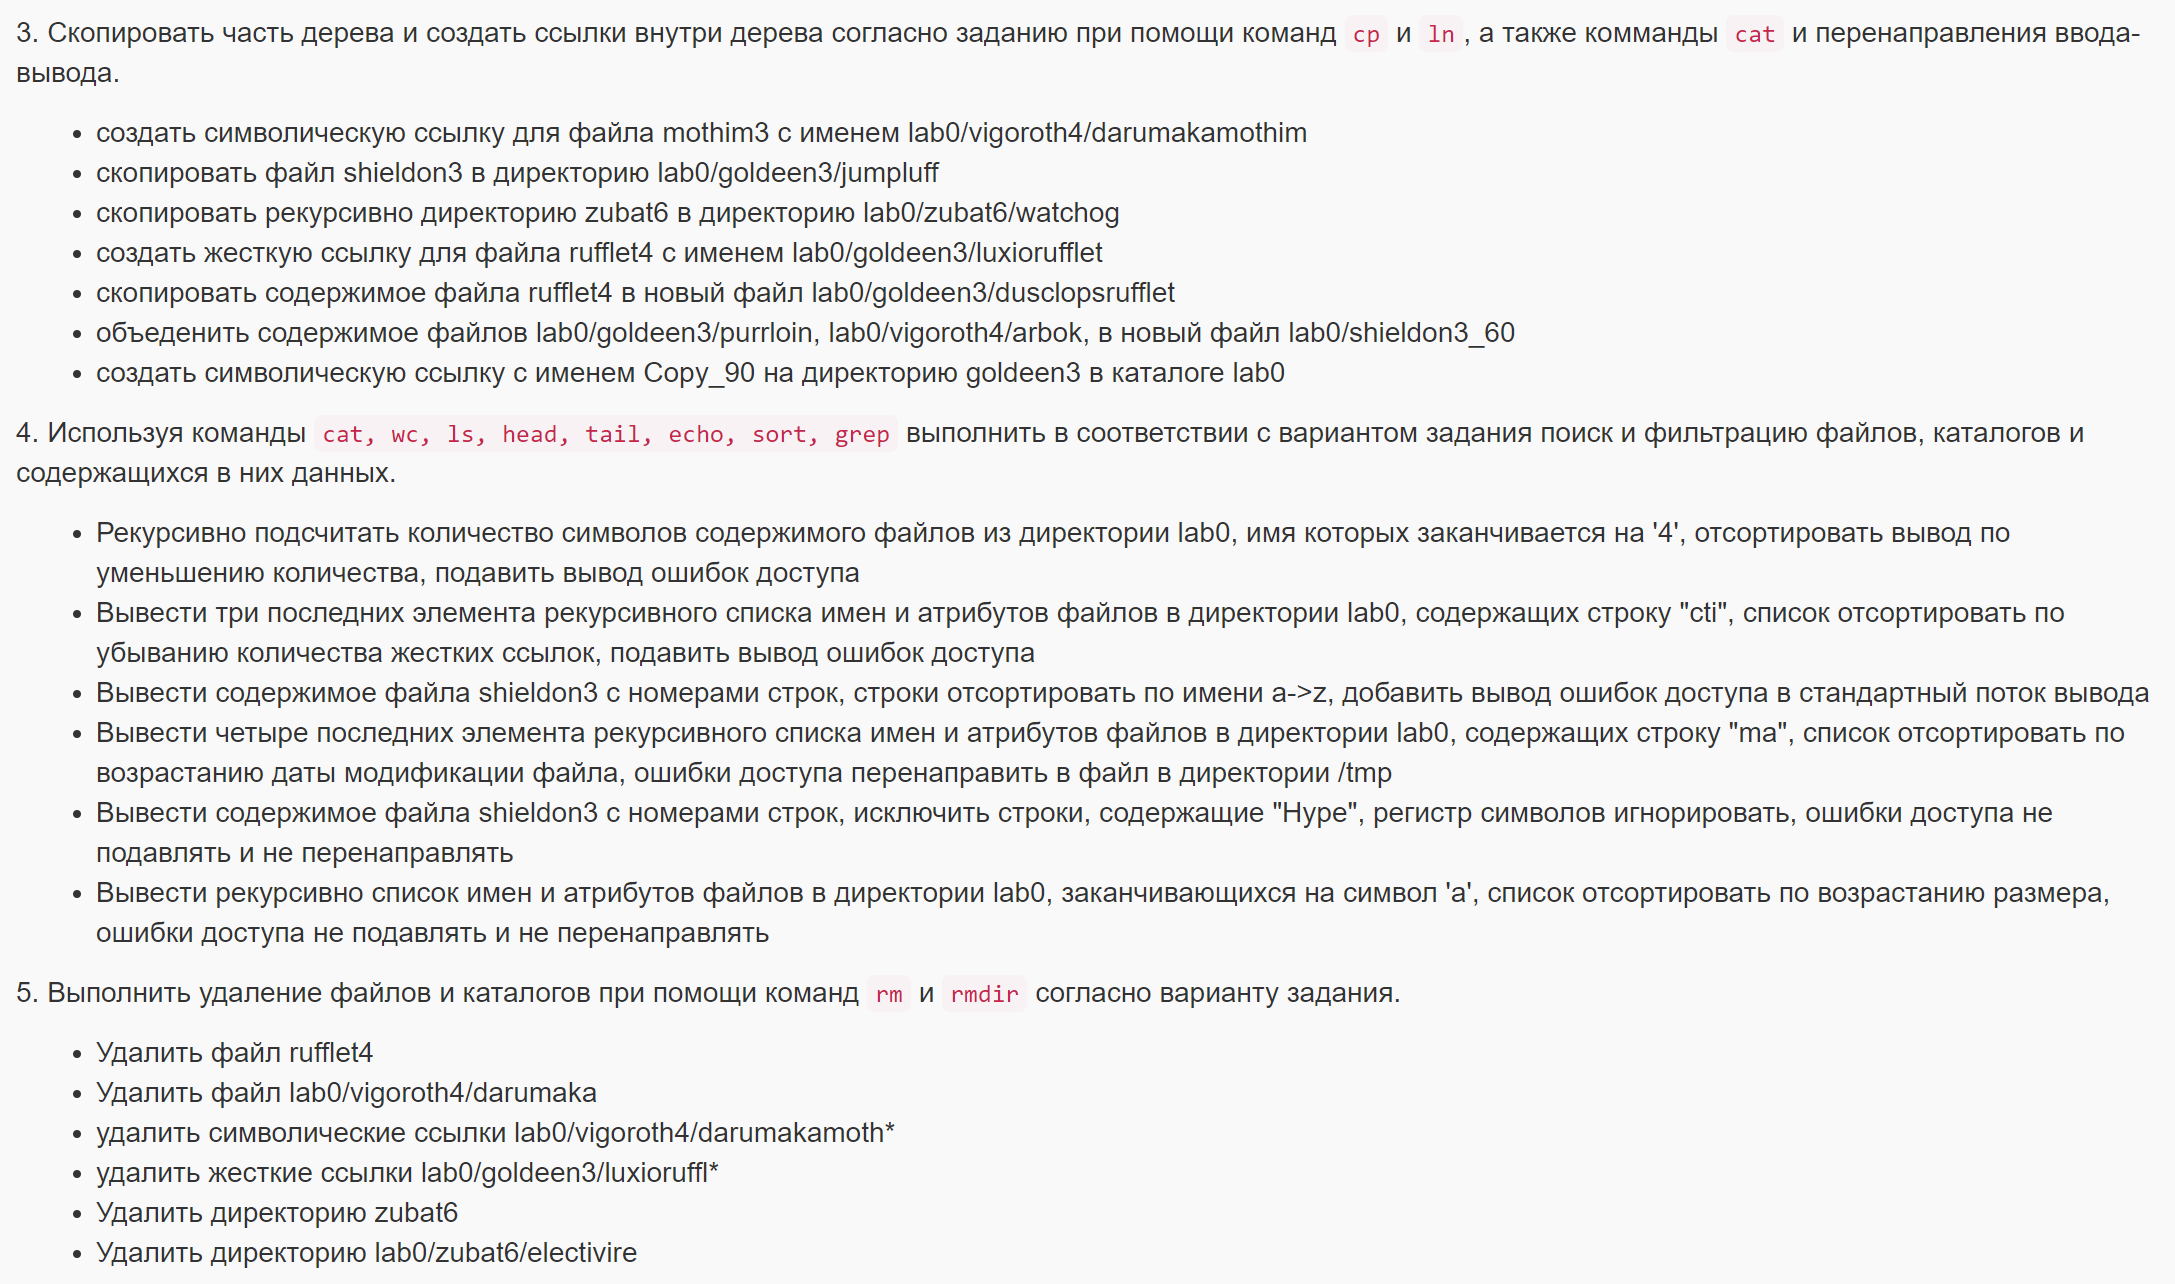 3. Скопировать часть дерева и создать ссылки внутри дерева согласно заданию при помощи команд cp и ln, а также комманды cat и перенаправления ввода-
вывода.
• создать символическую ссылку для файла mothim3 с именем lab0/vigoroth4/darumakamothim
• скопировать файл shieldon3 в директорию lab0/goldeen3/jumpluff
• скопировать рекурсивно директорию zubat6 в директорию lab0/zubat6/watchog
• создать жесткую ссылку для файла rufflet4 с именем lab0/goldeen3/luxiorufflet
• скопировать содержимое файла rufflet4 в новый файл lab0/goldeen3/dusclopsrufflet
• объеденить содержимое файлов lab0/goldeen3/purrloin, lab0/vigoroth4/arbok, в новый файл lab0/shieldon3_60
• создать символическую ссылку с именем Copy_90 на директорию goldeen3 в каталоге lab0
4. Используя команды cat, wc, ls, head, tail, echo, sort, grep выполнить в соответствии с вариантом задания поиск и фильтрацию файлов, каталогов и
содержащихся в них данных.
• Рекурсивно подсчитать количество символов содержимого файлов из директории lab0, имя которых заканчивается на '4', отсортировать вывод по
уменьшению количества, подавить вывод ошибок доступа
• Вывести три последних элемента рекурсивного списка имен и атрибутов файлов в директории lab0, содержащих строку "cti", список отсортировать по
убыванию количества жестких ссылок, подавить вывод ошибок доступа
• Вывести содержимое файла shieldon3 с номерами строк, строки отсортировать по имени a->z, добавить вывод ошибок доступа в стандартный поток вывода
• Вывести четыре последних элемента рекурсивного списка имен и атрибутов файлов в директории lab0, содержащих строку "ma", список отсортировать по
возрастанию даты модификации файла, ошибки доступа перенаправить в файл в директории /tmp
• Вывести содержимое файла shieldon3 с номерами строк, исключить строки, содержащие "Hype", регистр символов игнорировать, ошибки доступа не
подавлять и не перенаправлять
• Вывести рекурсивно список имен и атрибутов файлов в директории lab0, заканчивающихся на символ 'a', список отсортировать по возрастанию размера,
ошибки доступа не подавлять и не перенаправлять
5. Выполнить удаление файлов и каталогов при помощи команд rm и rmdir согласно варианту задания.
• Удалить файл rufflet4
• Удалить файл lab0/vigoroth4/darumaka
• удалить символические ссылки lab0/vigoroth4/darumakamoth*
• удалить жесткие ссылки lab0/goldeen3/luxioruffl*
• Удалить директорию zubat6
• Удалить директорию lab0/zubat6/electivire